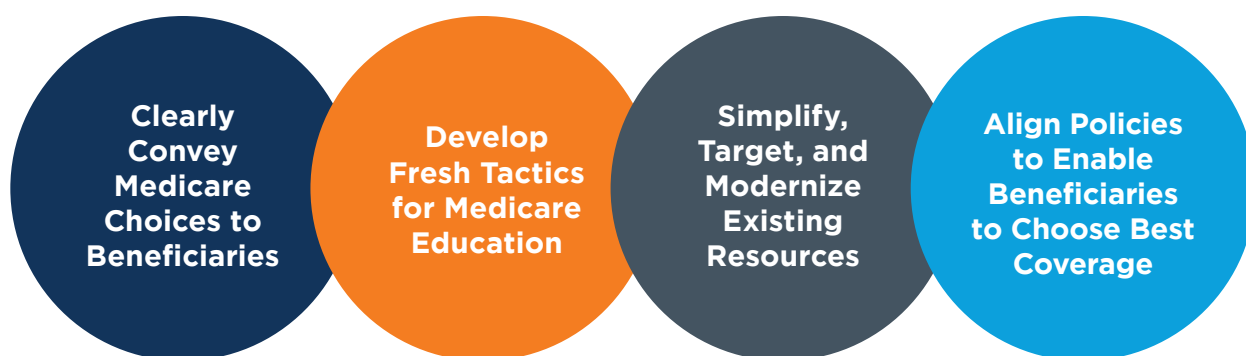 Clearly
Convey
Medicare
Choices to
Beneficiaries
Develop
Fresh Tactics
for Medicare
Education
Simplify,
Target, and
Modernize
Existing
Resources
Align Policies
to Enable
Beneficiaries
to Choose Best
Coverage